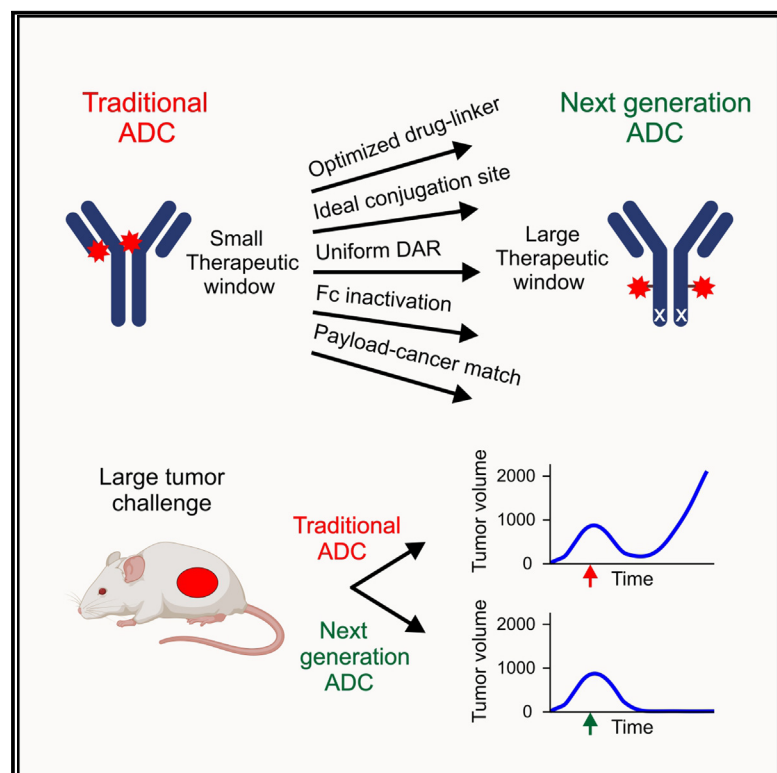 Traditional
ADC
Small
Therapeutic
window
Optimized drug-linker
Ideal conjugation site
Uniform DAR
Fc inactivation
Payload-cancer match
Next generation
ADC
Large
Therapeutic
window
X X
Large tumor
challenge
Traditional
ADC
Next
generation
ADC
Tumor volume
2000
1000
0
Time
Tumor volume
2000
1000
0
Time